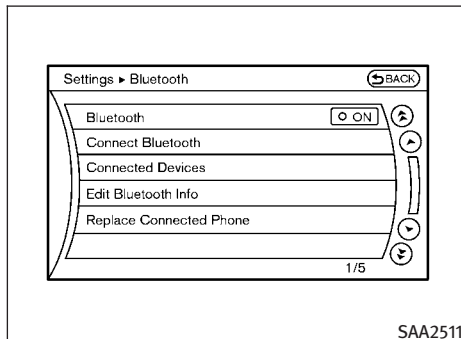 Settings ▸ Bluetooth
BACK
Bluetooth
ON
Connect Bluetooth
Connected Devices
Edit Bluetooth Info
Replace Connected Phone
1/5
SAA2511